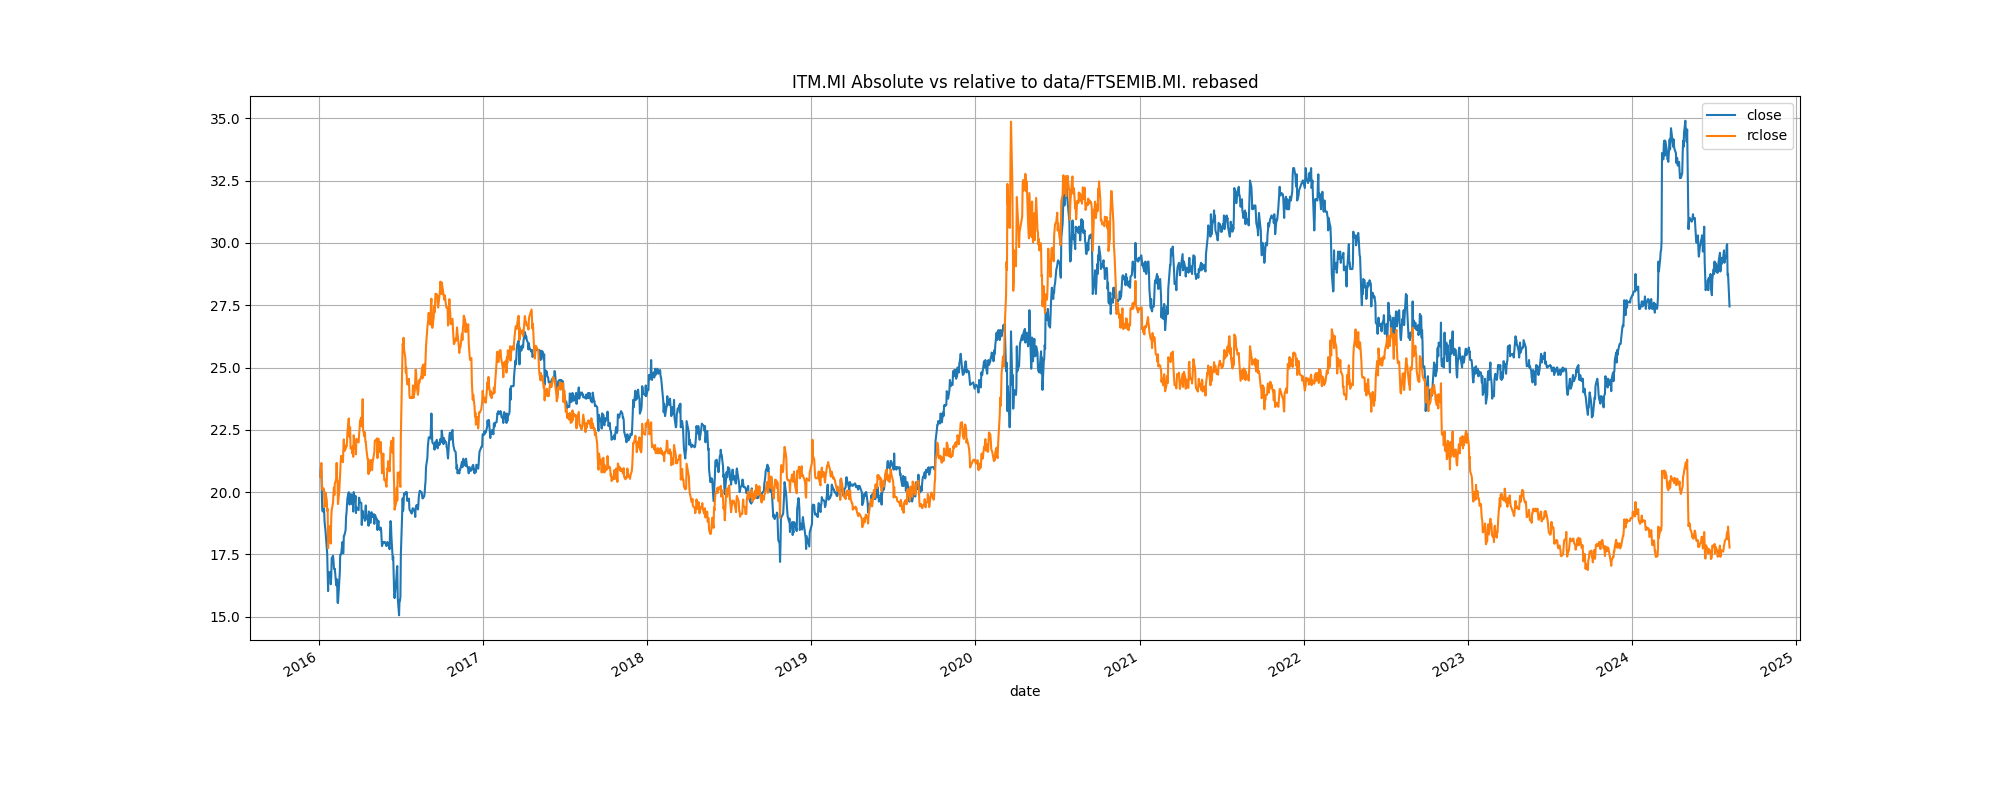 ITM.MI Absolute vs relative to data/FTSEMIB.MI. rebased
close
rclose
35.0
32.5
30.0
27.5
25.0
22.5
20.0
17.5
15.0
2016 2017 2018 2019 2020 2021 2022 2023 2024 2025
date